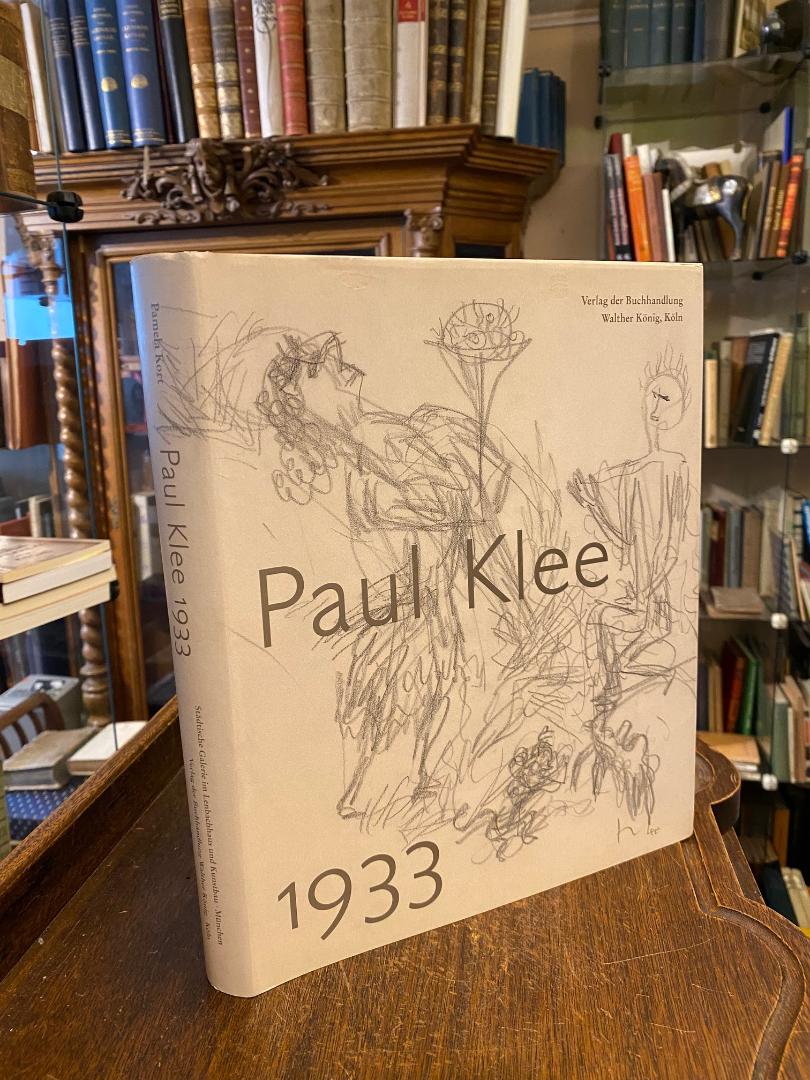 Verlag der Buchhandlung
Walther König, Köln
Paul Klee
1933
Klee
Pamela Kort
Paul Klee 1933
Städtische Galerie im Lenbachhaus und Kunstbau · München
Verlag der Buchhandlung Walther König, Köln